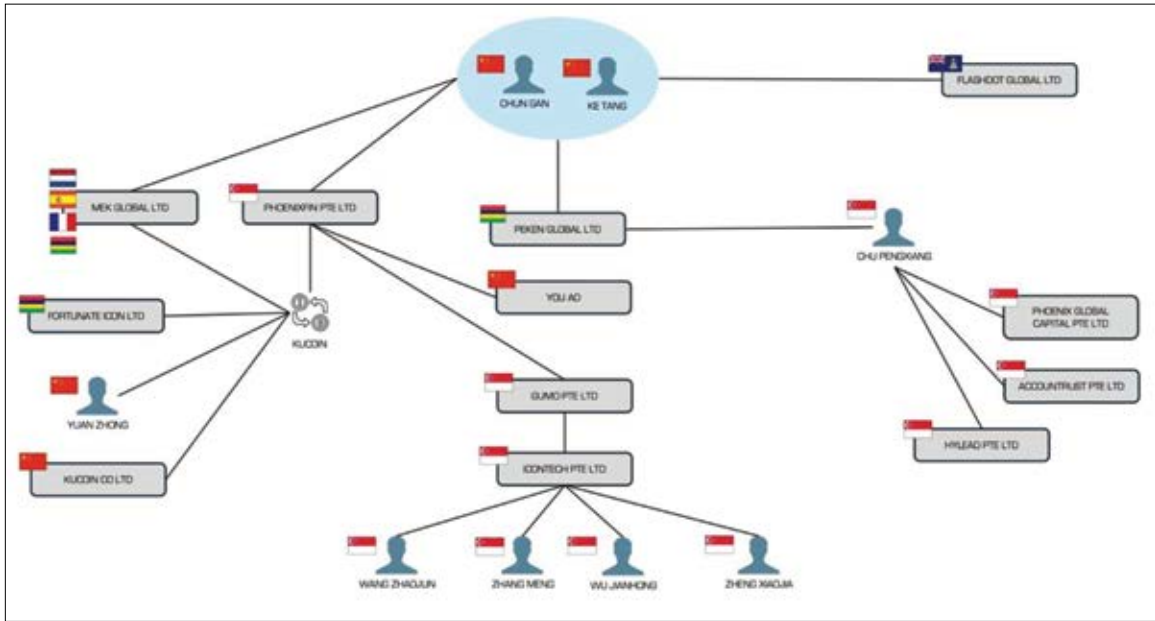 CHUN GAN
KE TANG
FLASHDOT GLOBAL LTD
MEK GLOBAL LTD
PHOENIXFIN PTE LTD
PEKEN GLOBAL LTD
CHU PENGXIANG
YOU AO
FORTUNATE ICON LTD
KUCOIN
PHOENIX GLOBAL
CAPITAL PTE LTD
ACCOUNTRUST PTE LTD
GUMO PTE LTD
YUAN ZHONG
HYLEAD PTE LTD
KUCOIN CO LTD
ICONTECH PTE LTD
WANG ZHAOJUN
ZHANG MENG
WU JIANHONG
ZHENG XIAOJIA